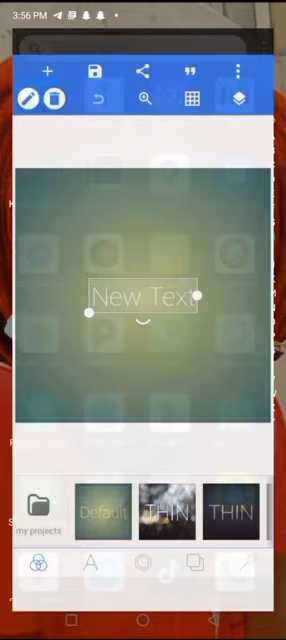 3:56 PM
New Text
my projects
Default
THIN
THIN